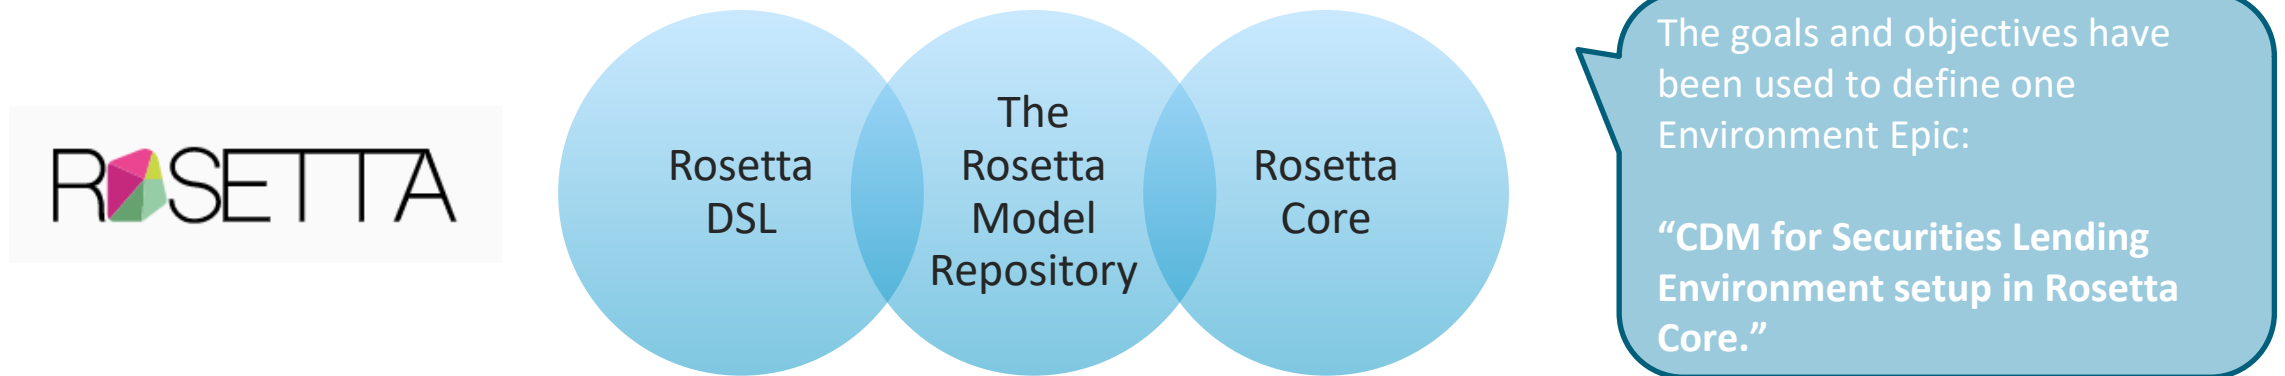 ROSETTA
Rosetta
DSL
The
Rosetta
Model
Repository
Rosetta
Core
The goals and objectives have
been used to define one
Environment Epic:
“CDM for Securities Lending
Environment setup in Rosetta
Core.”